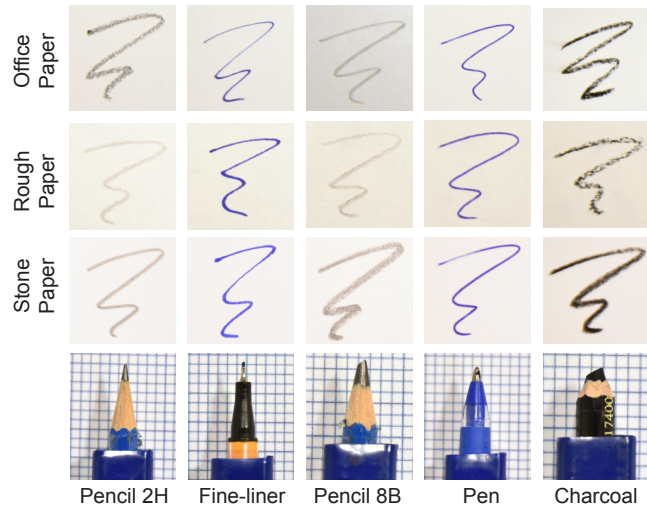 Office
Paper
Rough
Paper
Stone
Paper
17400
Pencil 2H
Fine-liner
Pencil 8B
Pen
Charcoal